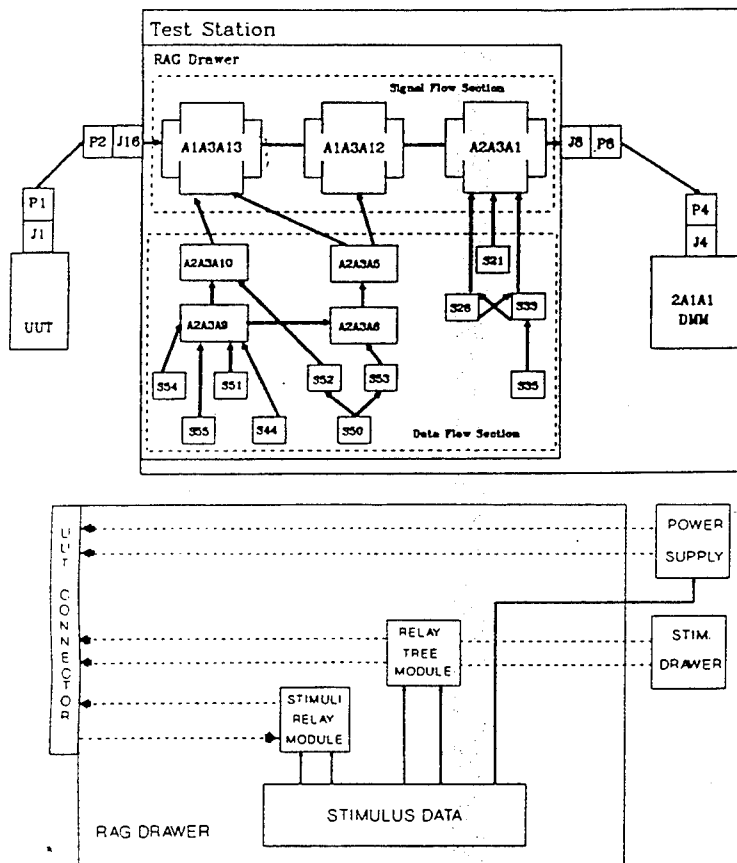 Test Station
RAG Drawer
Signal Flow Section
P2 J16 A1A3A13 A1A3A12 A2A3A1 J8 P6
P1
J1
UUT
P4
J4
2A1A1
DMM
A2A3A10 A2A3A5 S21
A2A3A9 A2A3A6 S26 S33
S54 S51 S52 S53 S35
S55 S44 S50
Data Flow Section
UUT CONNECTOR
POWER
SUPPLY
RELAY
TREE
MODULE
STIM.
DRAWER
STIMULI
RELAY
MODULE
STIMULUS DATA
RAG DRAWER